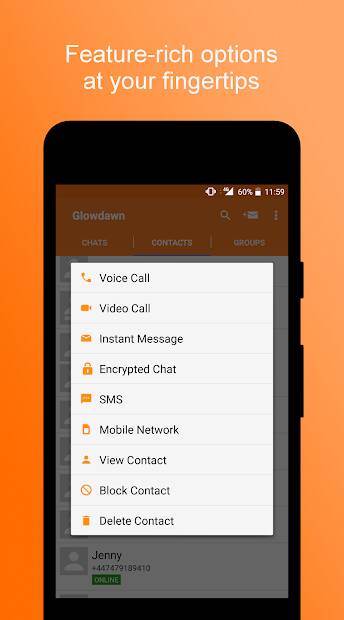 Feature-rich options
at your fingertips
4G 60% 11:59
Glowdawn
CHATS CONTACTS GROUPS
Voice Call
Video Call
Instant Message
Encrypted Chat
SMS
Mobile Network
View Contact
Block Contact
Delete Contact
Jenny
+447479189410
ONLINE